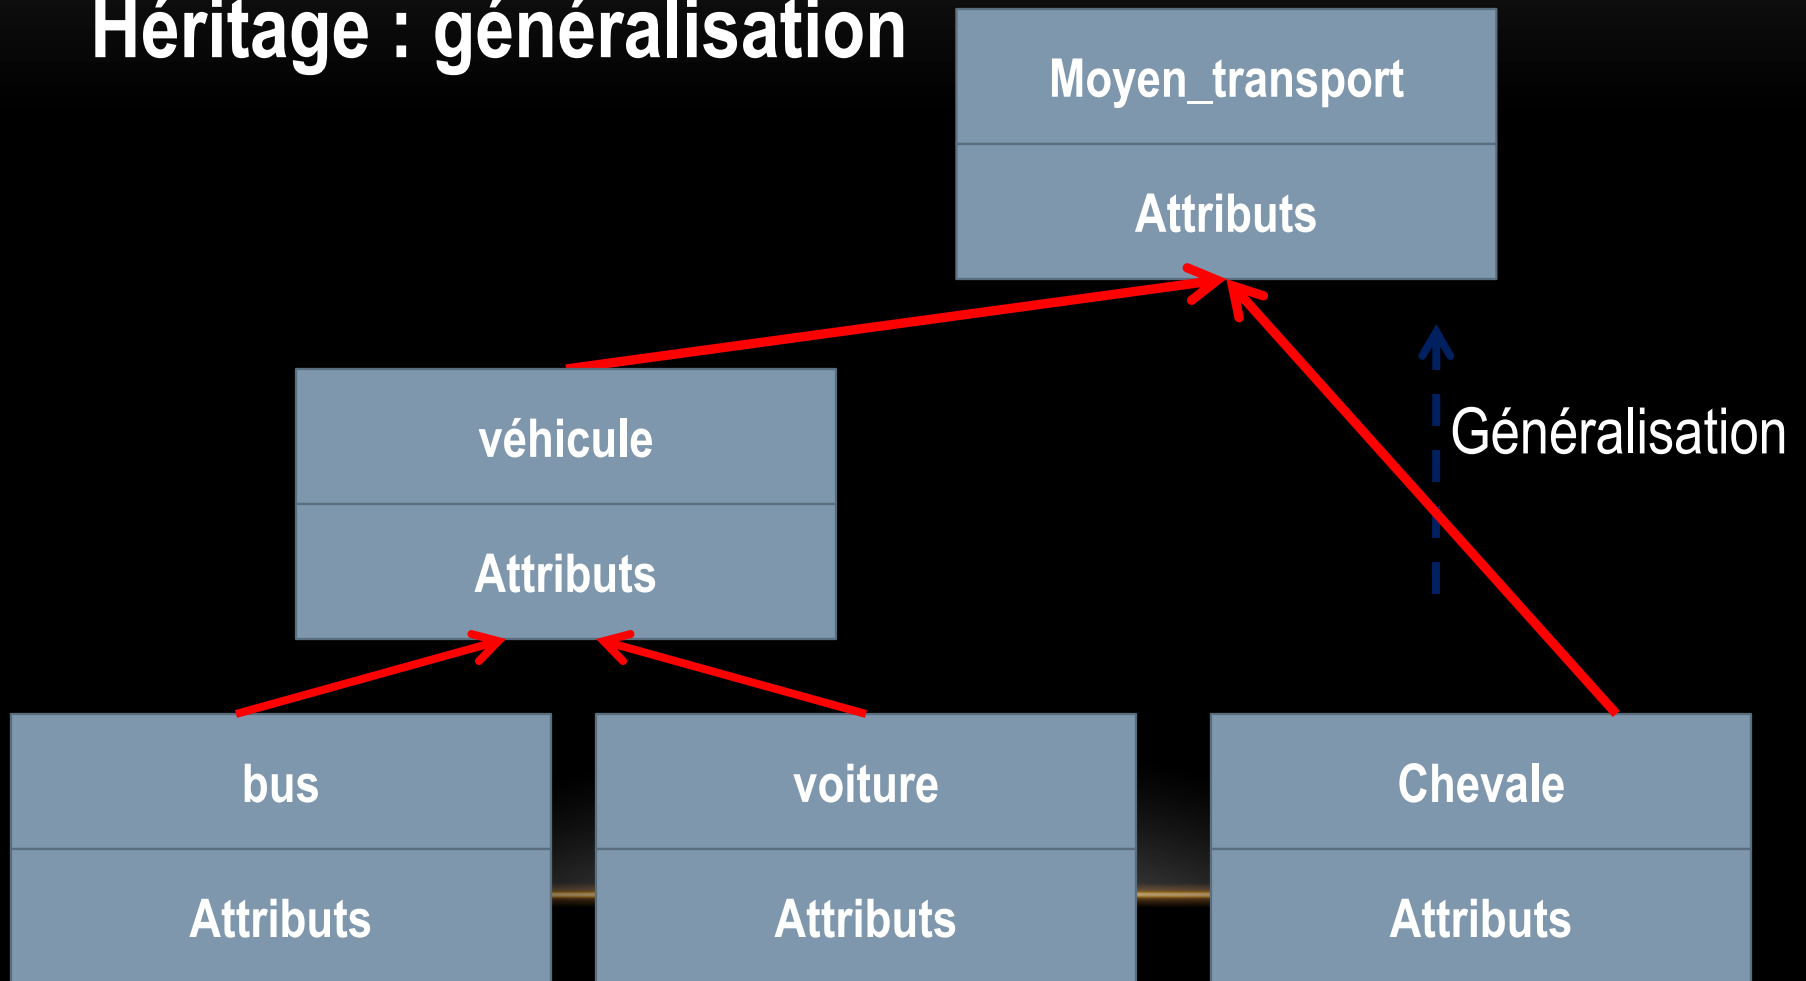 Héritage : généralisation
Moyen_transport
Attributs
véhicule
Attributs
Généralisation
bus
Attributs
voiture
Attributs
Chevale
Attributs